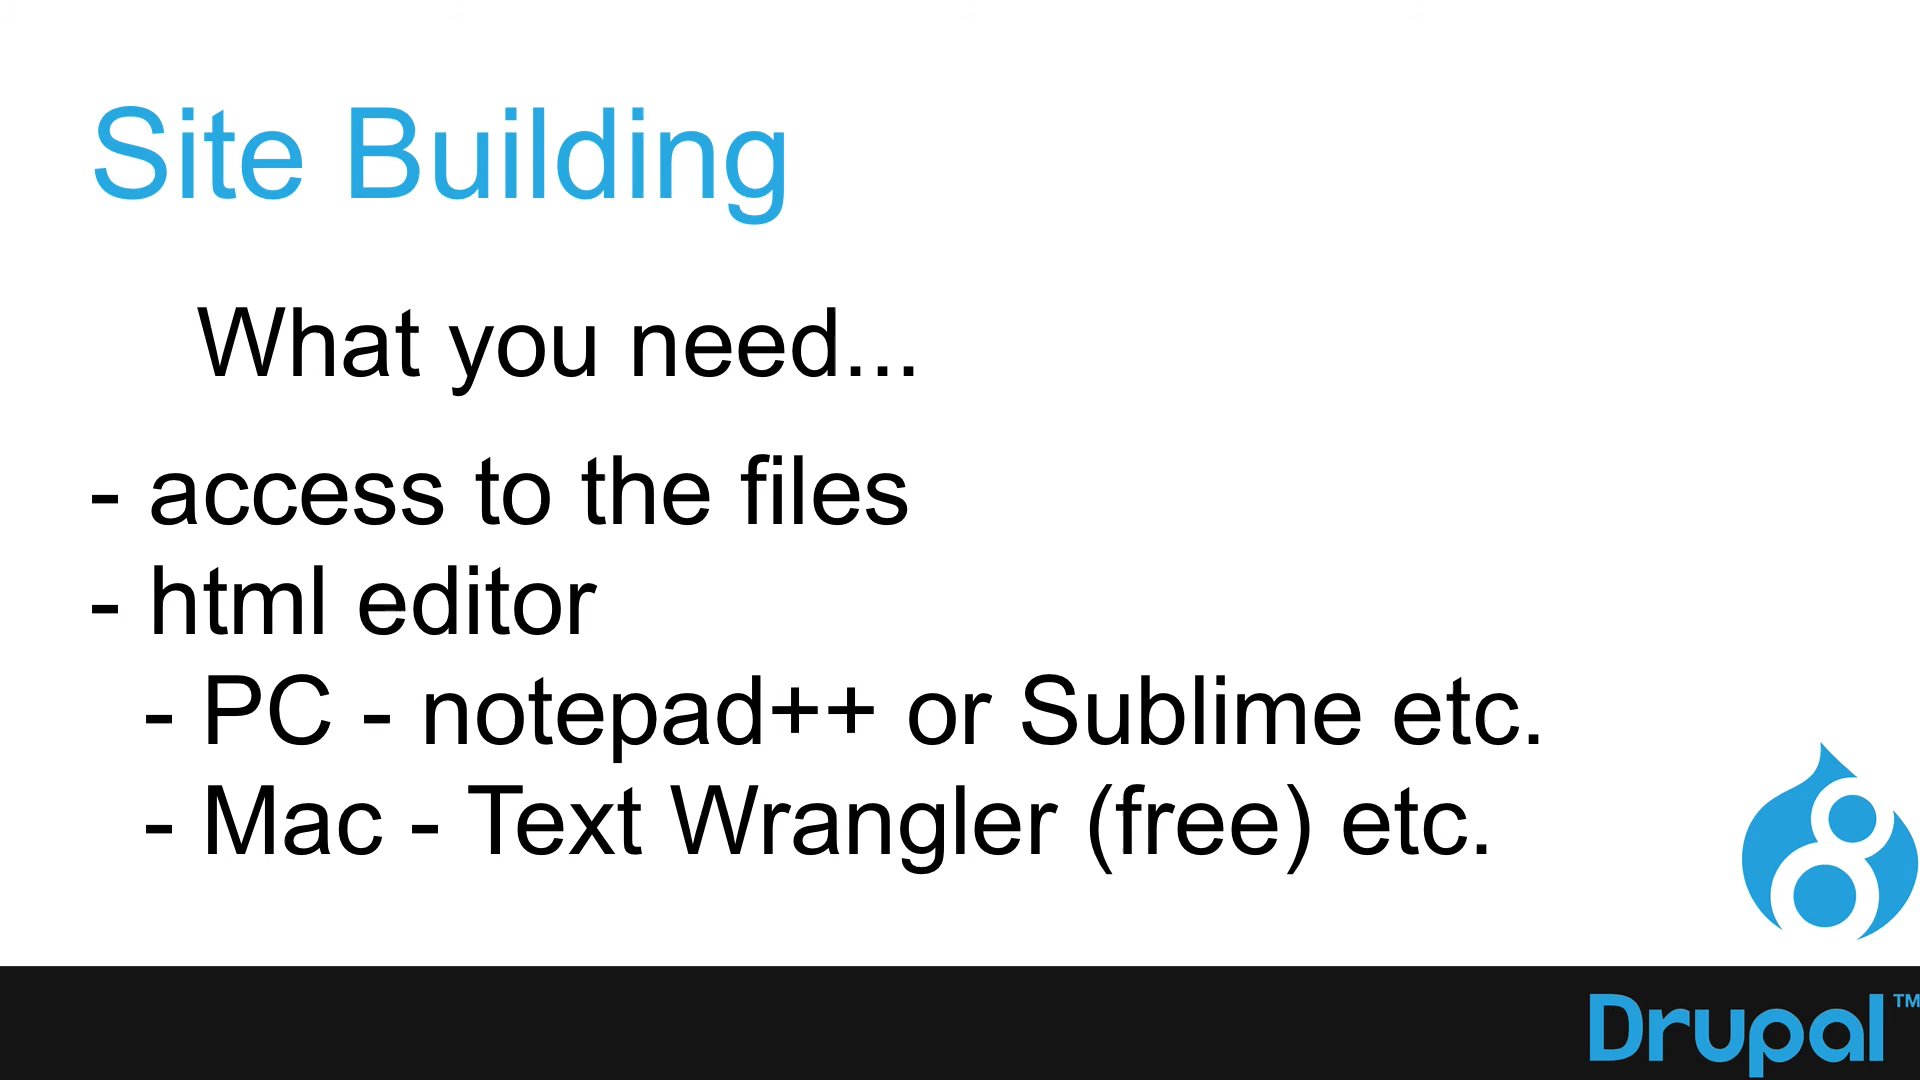 Site Building
What you need...
- access to the files
- html editor
- PC - notepad++ or Sublime etc.
- Mac - Text Wrangler (free) etc.
8
Drupal™